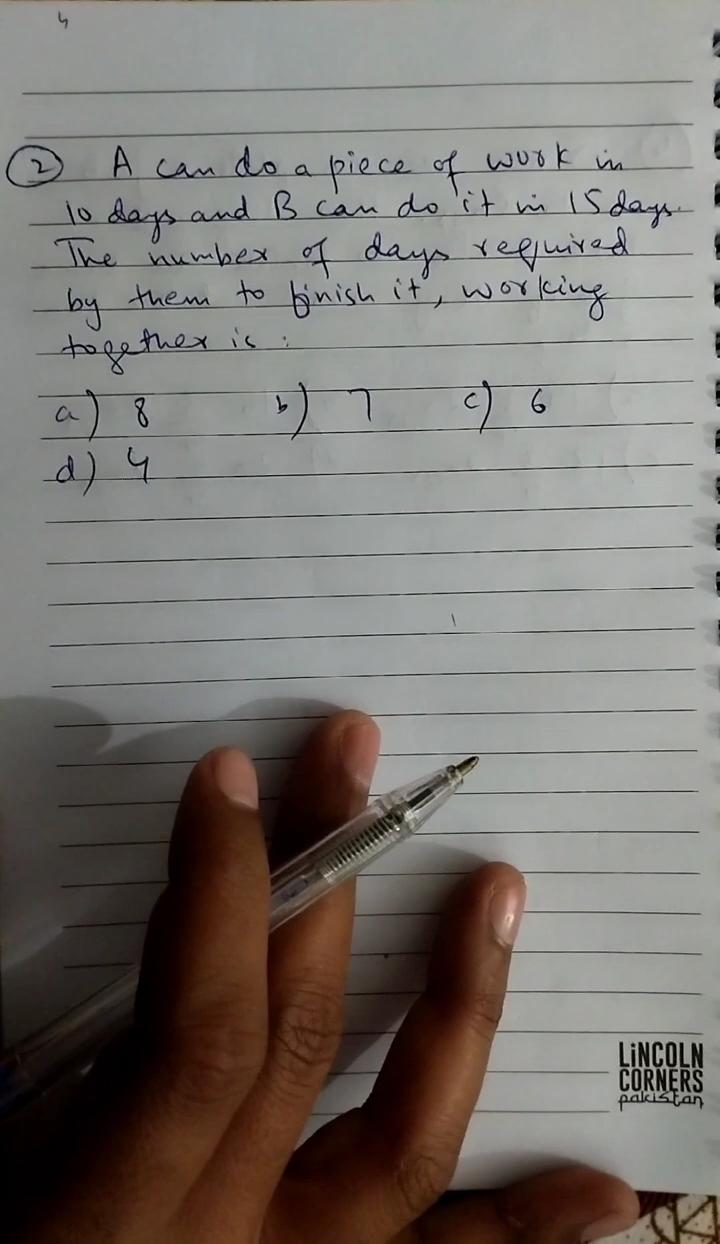 4
② A can do a piece of work in
10 days and B can do it in 15 days.
The number of days required
by them to finish it, working
together is :
a) 8 b) 7 c) 6
d) 4
LiNCOLN
CORNERS
pakistan